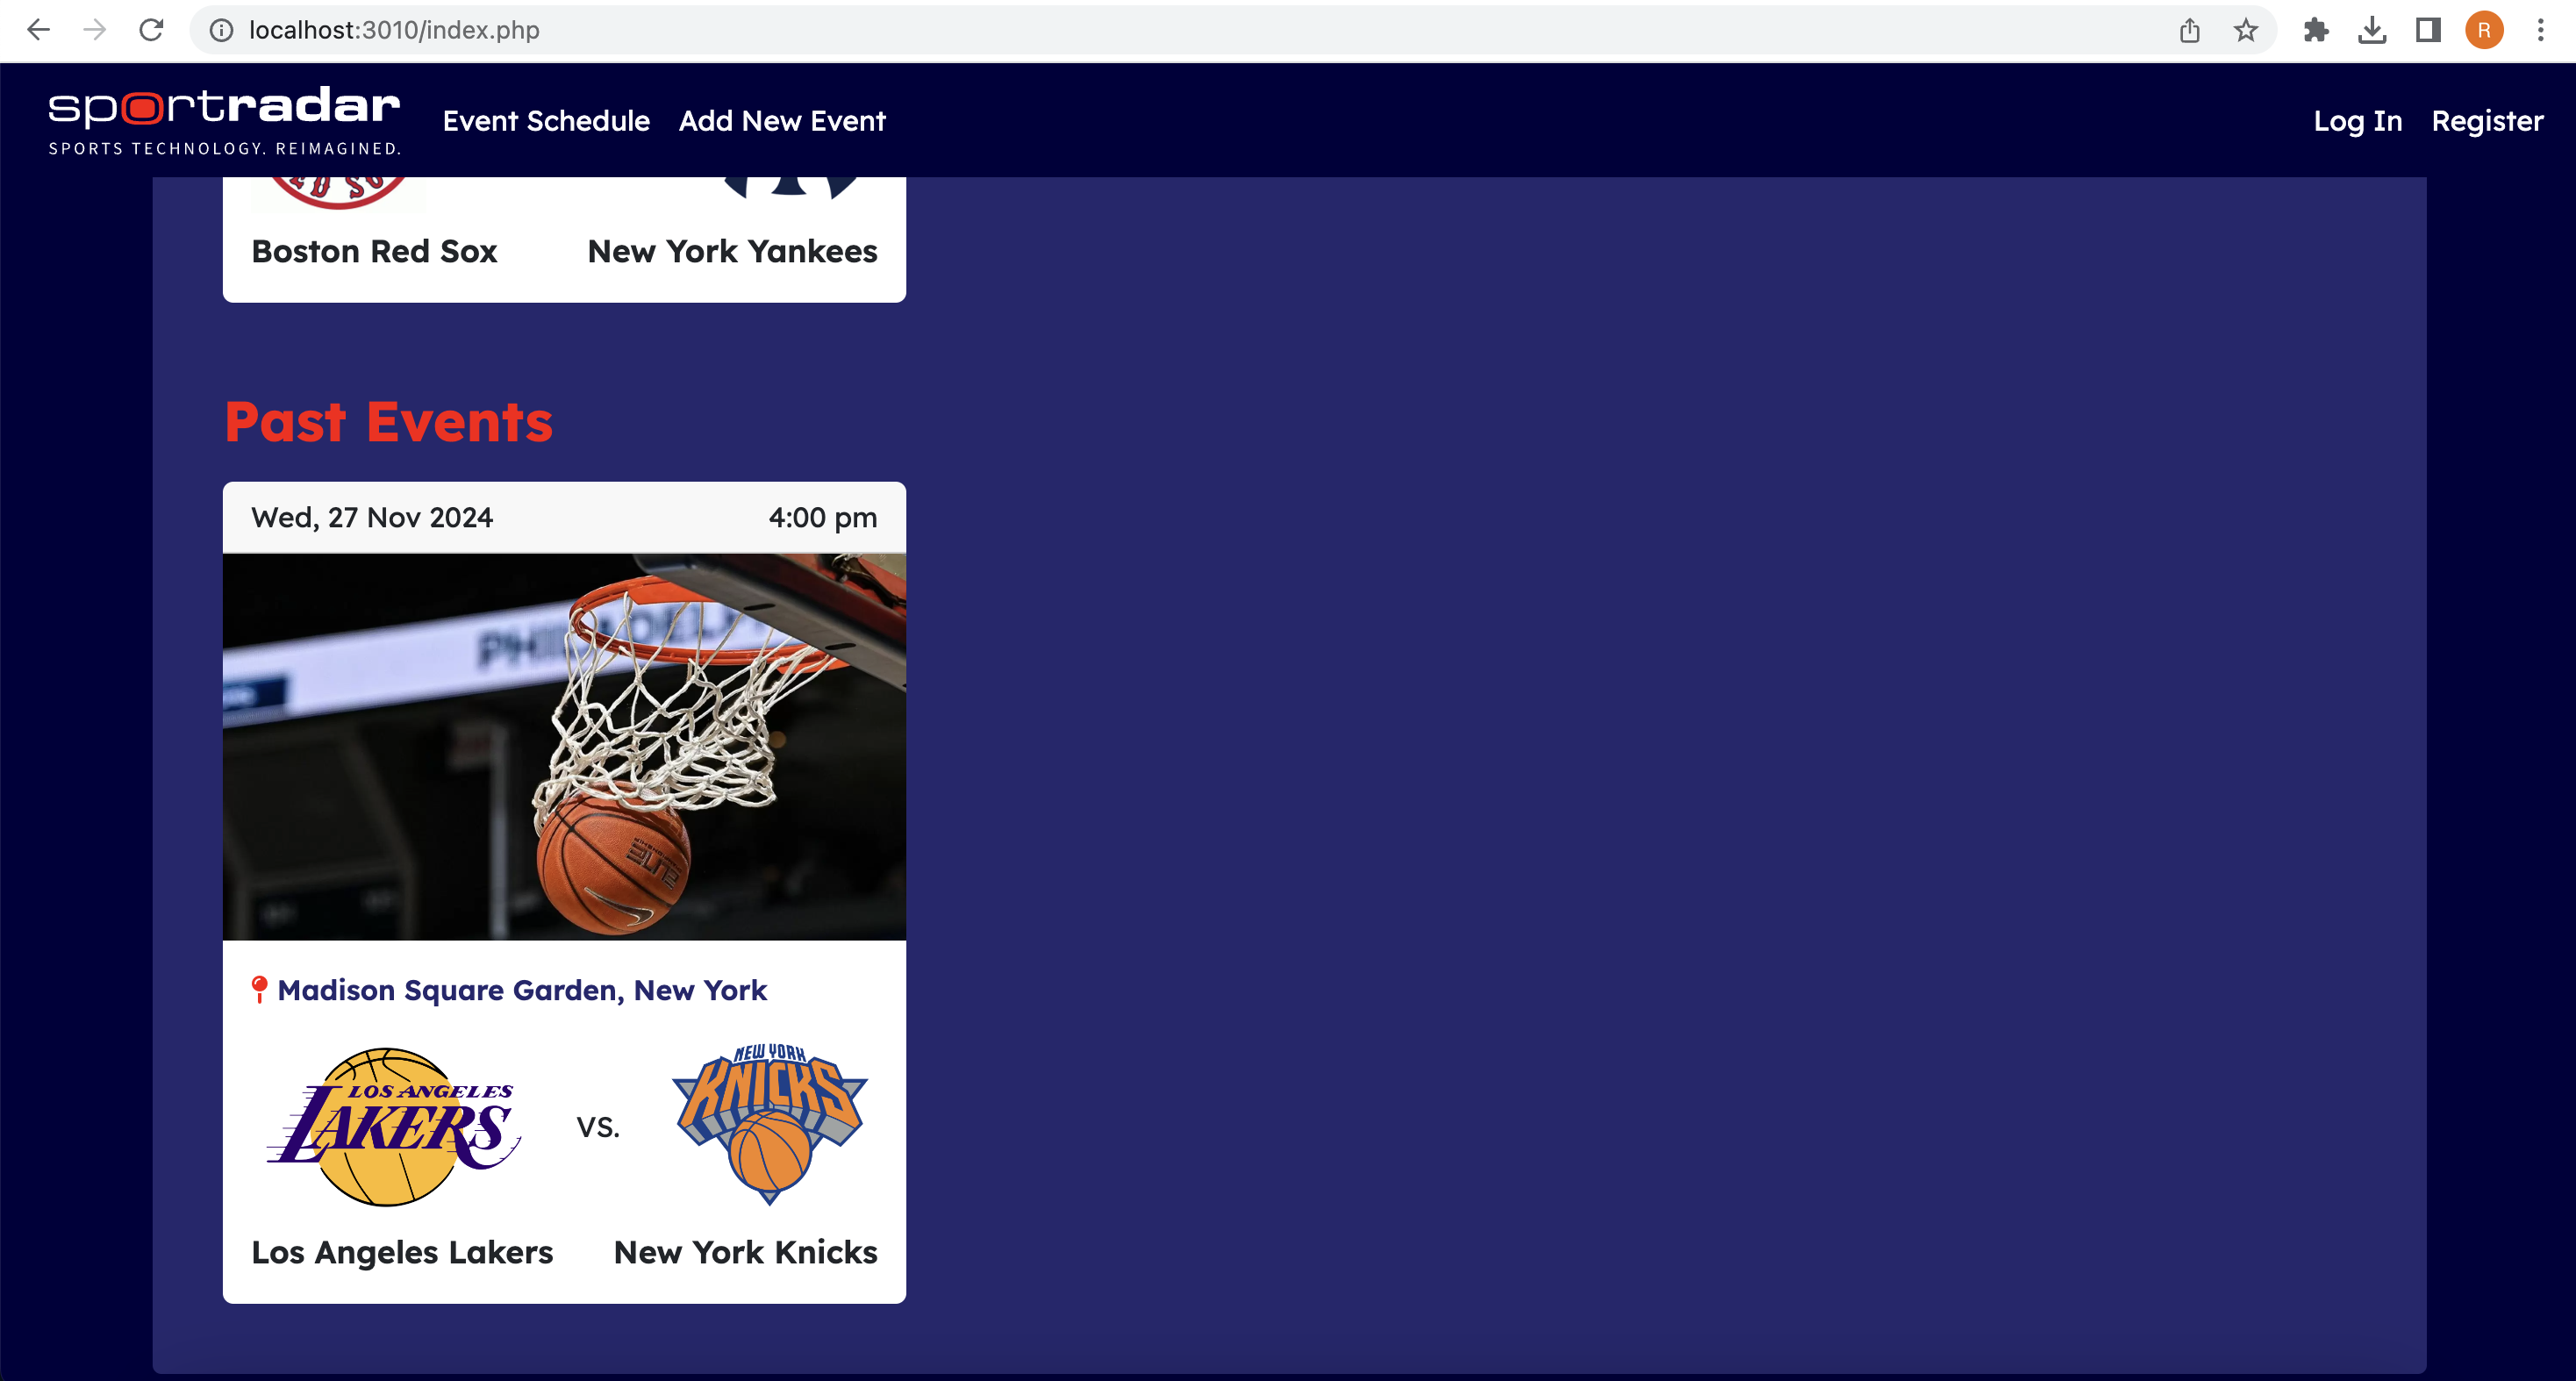 localhost:3010/index.php
R
sportradar
SPORTS TECHNOLOGY. REIMAGINED.
Event Schedule
Add New Event
Log In
Register
Boston Red Sox
New York Yankees
Past Events
Wed, 27 Nov 2024
4:00 pm
ELITE
Madison Square Garden, New York
LOS ANGELES
LAKERS
vs.
NEW YORK
KNICKS
Los Angeles Lakers
New York Knicks